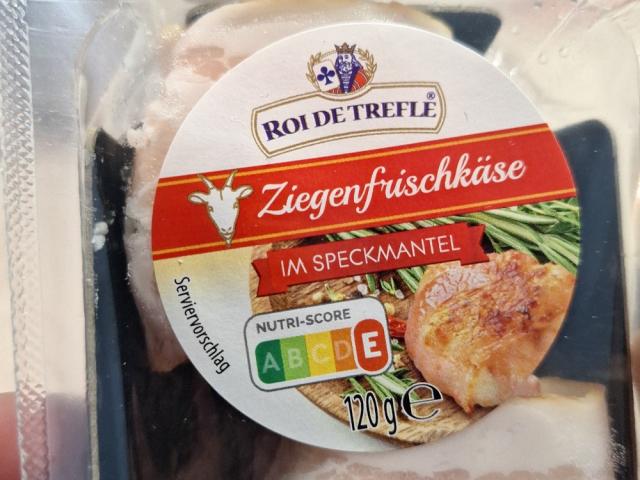 ROI DE TREFLE®
Ziegenfrischkäse
IM SPECKMANTEL
Serviervorschlag
NUTRI-SCORE
A B C D E
120 g ℮